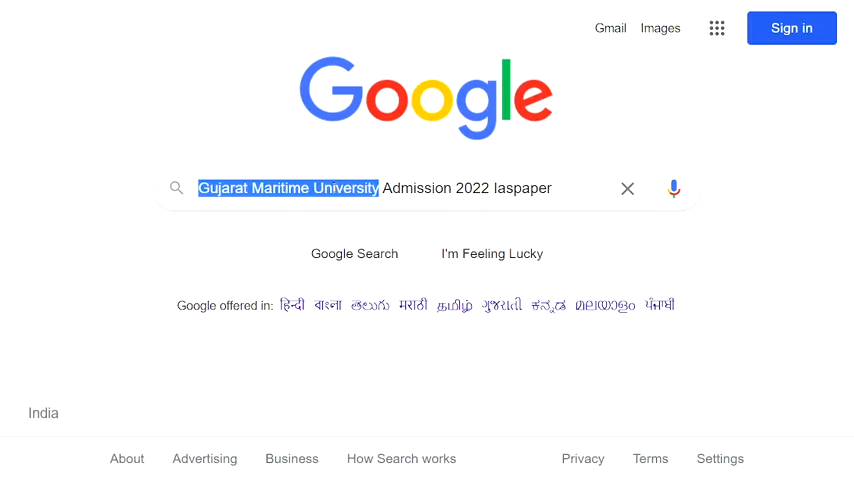 Gmail Images Sign in
Google
Gujarat Maritime University Admission 2022 Iaspaper
Google Search I'm Feeling Lucky
Google offered in: हिन्दी বাংলা తెలుగు मराठी தமிழ் ગુજરાતી ಕನ್ನಡ മലയാളം ਪੰਜਾਬੀ
India
About Advertising Business How Search works Privacy Terms Settings